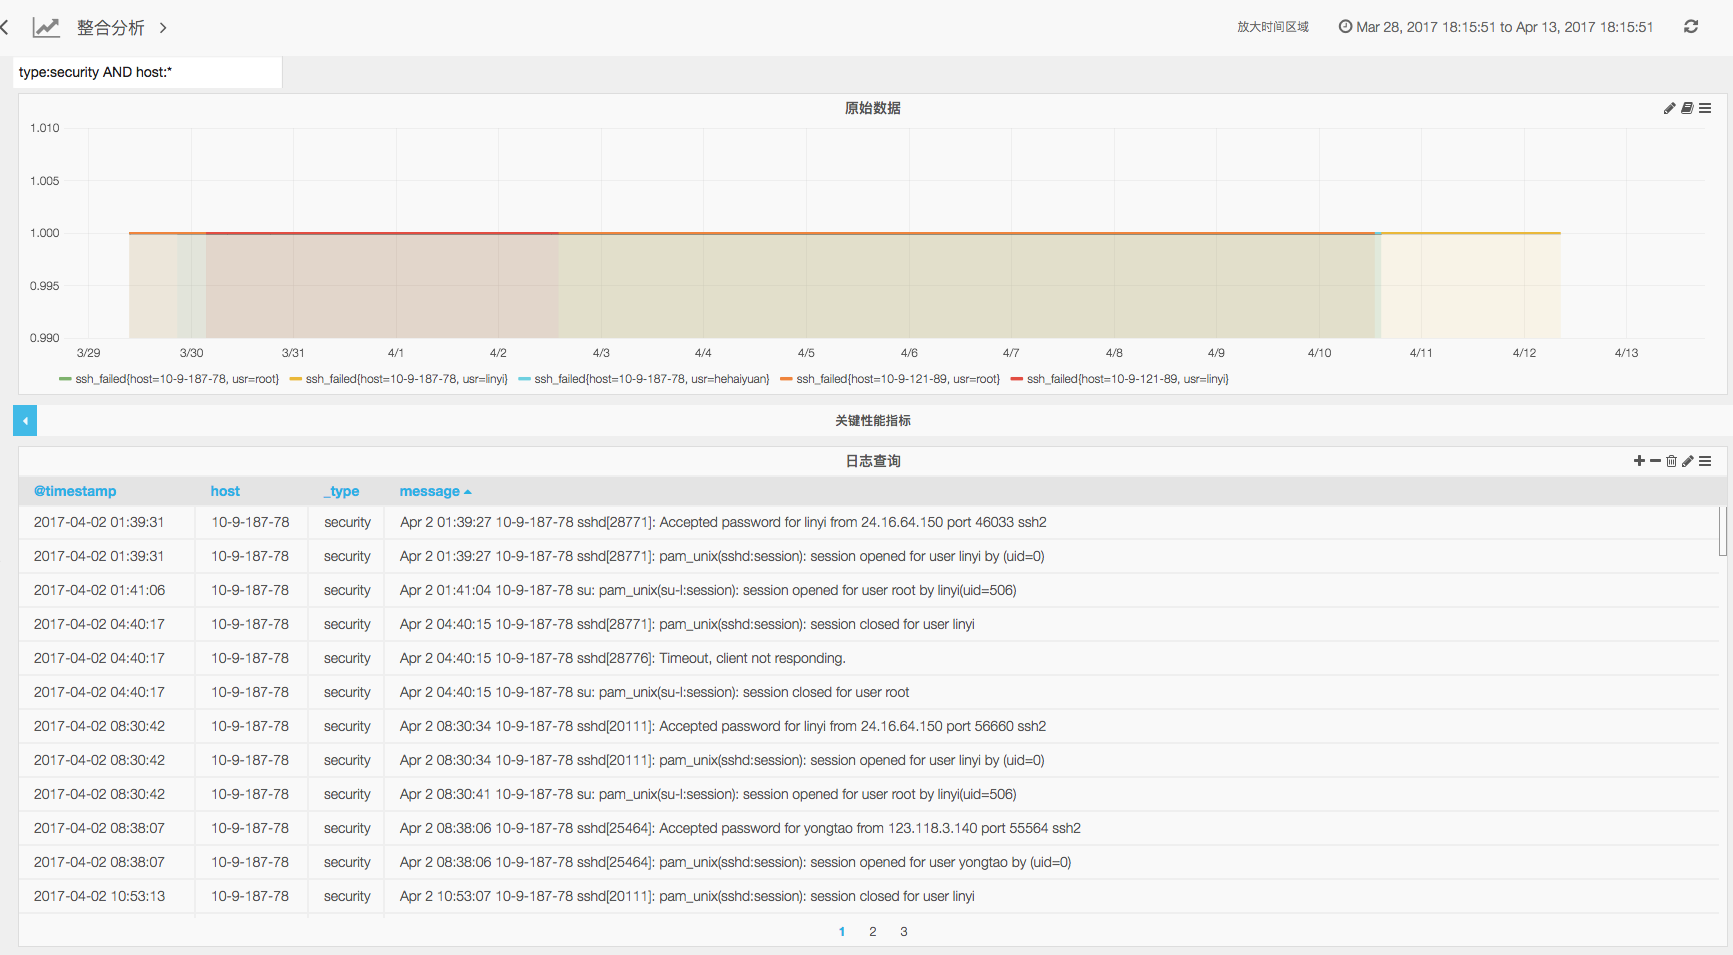 整合分析
放大时间区域 Mar 28, 2017 18:15:51 to Apr 13, 2017 18:15:51
type:security AND host:*
原始数据
1.010
1.005
1.000
0.995
0.990
3/29 3/30 3/31 4/1 4/2 4/3 4/4 4/5 4/6 4/7 4/8 4/9 4/10 4/11 4/12 4/13
ssh_failed{host=10-9-187-78, usr=root} ssh_failed{host=10-9-187-78, usr=linyi} ssh_failed{host=10-9-187-78, usr=hehaiyuan} ssh_failed{host=10-9-121-89, usr=root} ssh_failed{host=10-9-121-89, usr=linyi}
关键性能指标
日志查询
@timestamp host _type message
2017-04-02 01:39:31 10-9-187-78 security Apr 2 01:39:27 10-9-187-78 sshd[28771]: Accepted password for linyi from 24.16.64.150 port 46033 ssh2
2017-04-02 01:39:31 10-9-187-78 security Apr 2 01:39:27 10-9-187-78 sshd[28771]: pam_unix(sshd:session): session opened for user linyi by (uid=0)
2017-04-02 01:41:06 10-9-187-78 security Apr 2 01:41:04 10-9-187-78 su: pam_unix(su-l:session): session opened for user root by linyi(uid=506)
2017-04-02 04:40:17 10-9-187-78 security Apr 2 04:40:15 10-9-187-78 sshd[28771]: pam_unix(sshd:session): session closed for user linyi
2017-04-02 04:40:17 10-9-187-78 security Apr 2 04:40:15 10-9-187-78 sshd[28776]: Timeout, client not responding.
2017-04-02 04:40:17 10-9-187-78 security Apr 2 04:40:15 10-9-187-78 su: pam_unix(su-l:session): session closed for user root
2017-04-02 08:30:42 10-9-187-78 security Apr 2 08:30:34 10-9-187-78 sshd[20111]: Accepted password for linyi from 24.16.64.150 port 56660 ssh2
2017-04-02 08:30:42 10-9-187-78 security Apr 2 08:30:34 10-9-187-78 sshd[20111]: pam_unix(sshd:session): session opened for user linyi by (uid=0)
2017-04-02 08:30:42 10-9-187-78 security Apr 2 08:30:41 10-9-187-78 su: pam_unix(su-l:session): session opened for user root by linyi(uid=506)
2017-04-02 08:38:07 10-9-187-78 security Apr 2 08:38:06 10-9-187-78 sshd[25464]: Accepted password for yongtao from 123.118.3.140 port 55564 ssh2
2017-04-02 08:38:07 10-9-187-78 security Apr 2 08:38:06 10-9-187-78 sshd[25464]: pam_unix(sshd:session): session opened for user yongtao by (uid=0)
2017-04-02 10:53:13 10-9-187-78 security Apr 2 10:53:07 10-9-187-78 sshd[20111]: pam_unix(sshd:session): session closed for user linyi
1 2 3